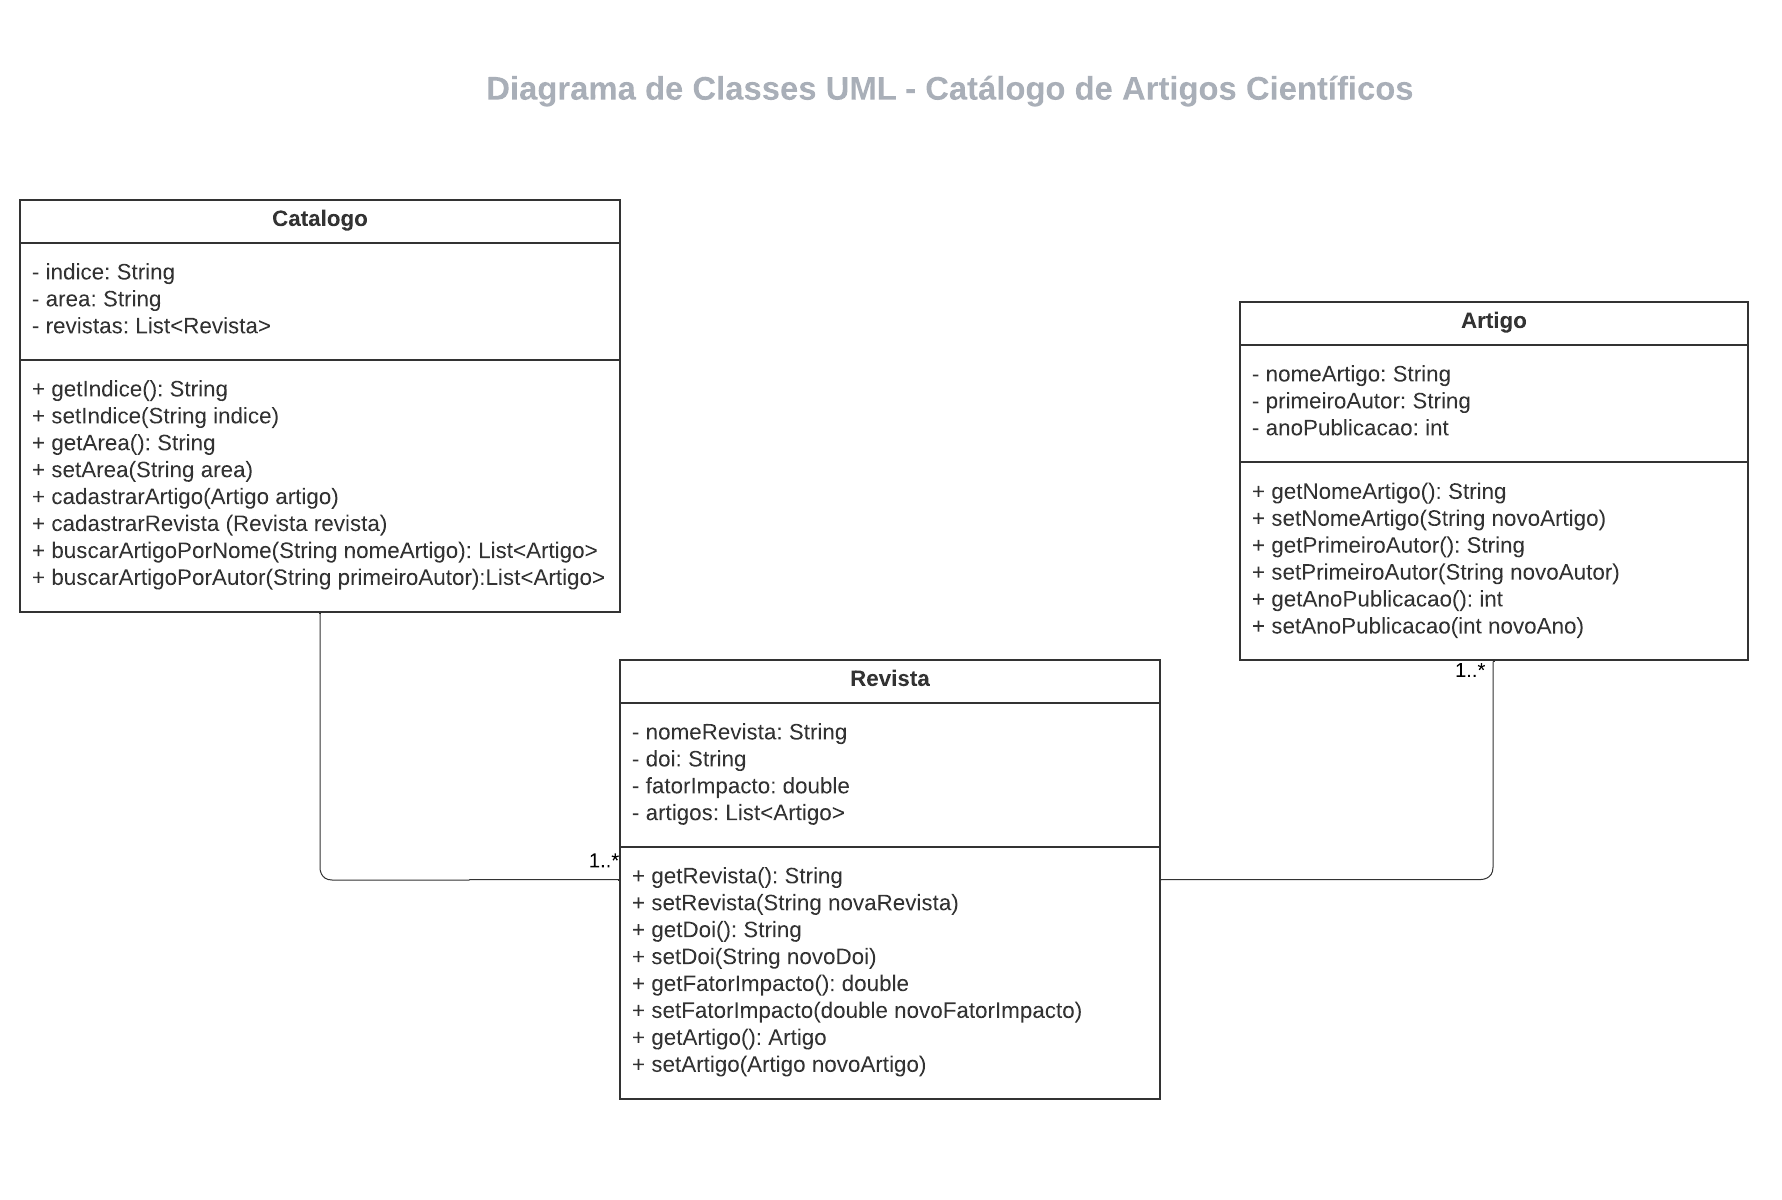 Diagrama de Classes UML - Catálogo de Artigos Científicos
Catalogo
- indice: String
- area: String
- revistas: List<Revista>
+ getIndice(): String
+ setIndice(String indice)
+ getArea(): String
+ setArea(String area)
+ cadastrarArtigo(Artigo artigo)
+ cadastrarRevista (Revista revista)
+ buscarArtigoPorNome(String nomeArtigo): List<Artigo>
+ buscarArtigoPorAutor(String primeiroAutor):List<Artigo>
Artigo
- nomeArtigo: String
- primeiroAutor: String
- anoPublicacao: int
+ getNomeArtigo(): String
+ setNomeArtigo(String novoArtigo)
+ getPrimeiroAutor(): String
+ setPrimeiroAutor(String novoAutor)
+ getAnoPublicacao(): int
+ setAnoPublicacao(int novoAno)
1..*
Revista
- nomeRevista: String
- doi: String
- fatorImpacto: double
- artigos: List<Artigo>
1..*
+ getRevista(): String
+ setRevista(String novaRevista)
+ getDoi(): String
+ setDoi(String novoDoi)
+ getFatorImpacto(): double
+ setFatorImpacto(double novoFatorImpacto)
+ getArtigo(): Artigo
+ setArtigo(Artigo novoArtigo)